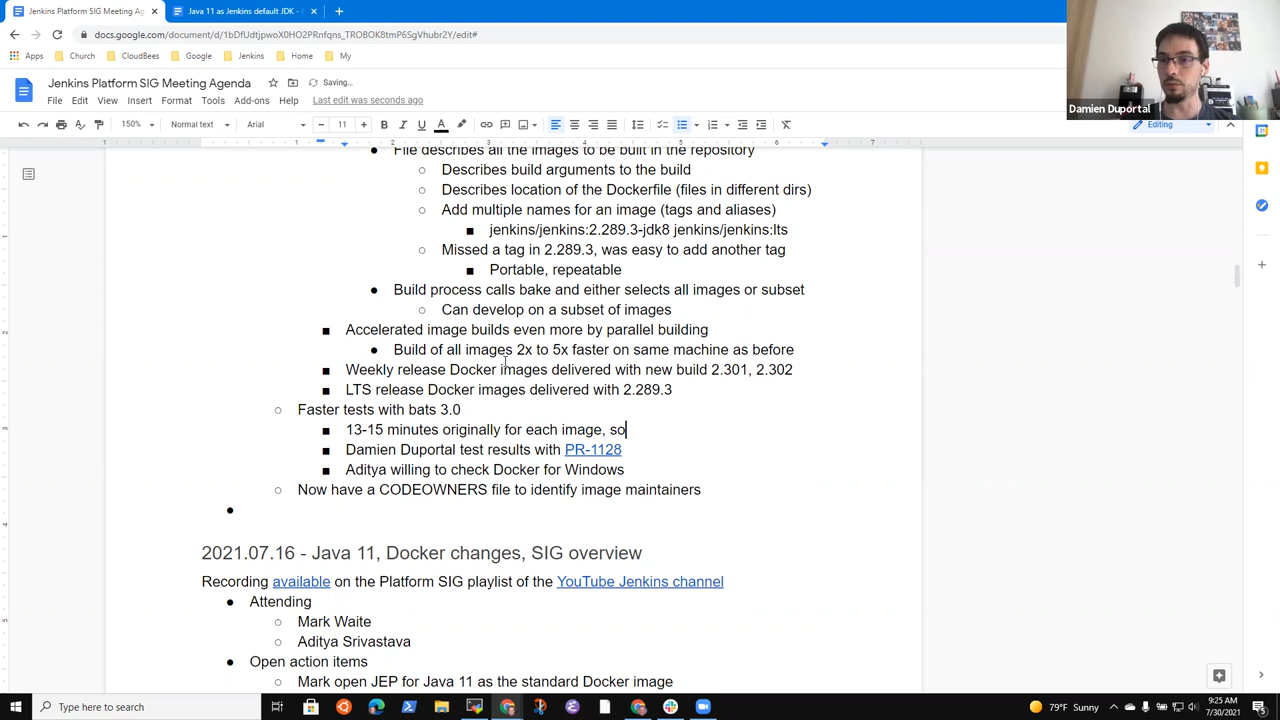 Jenkins Platform SIG Meeting Ag
Java 11 as Jenkins default JDK -
docs.google.com/document/d/1bDfUdtjpwoX0HO2PRnfqns_TROBOK8tmP6SgVhubr2Y/edit#
Apps Church CloudBees Google Jenkins Home My
Jenkins Platform SIG Meeting Agenda
Saving...
File Edit View Insert Format Tools Add-ons Help Last edit was seconds ago
Damien Duportal
150% Normal text Arial 11 Editing
File describes all the images to be built in the repository
Describes build arguments to the build
Describes location of the Dockerfile (files in different dirs)
Add multiple names for an image (tags and aliases)
jenkins/jenkins:2.289.3-jdk8 jenkins/jenkins:lts
Missed a tag in 2.289.3, was easy to add another tag
Portable, repeatable
Build process calls bake and either selects all images or subset
Can develop on a subset of images
Accelerated image builds even more by parallel building
Build of all images 2x to 5x faster on same machine as before
Weekly release Docker images delivered with new build 2.301, 2.302
LTS release Docker images delivered with 2.289.3
Faster tests with bats 3.0
13-15 minutes originally for each image, so
Damien Duportal test results with PR-1128
Aditya willing to check Docker for Windows
Now have a CODEOWNERS file to identify image maintainers
2021.07.16 - Java 11, Docker changes, SIG overview
Recording available on the Platform SIG playlist of the YouTube Jenkins channel
Attending
Mark Waite
Aditya Srivastava
Open action items
Mark open JEP for Java 11 as the standard Docker image
Type here to search
79°F Sunny
9:25 AM
7/30/2021